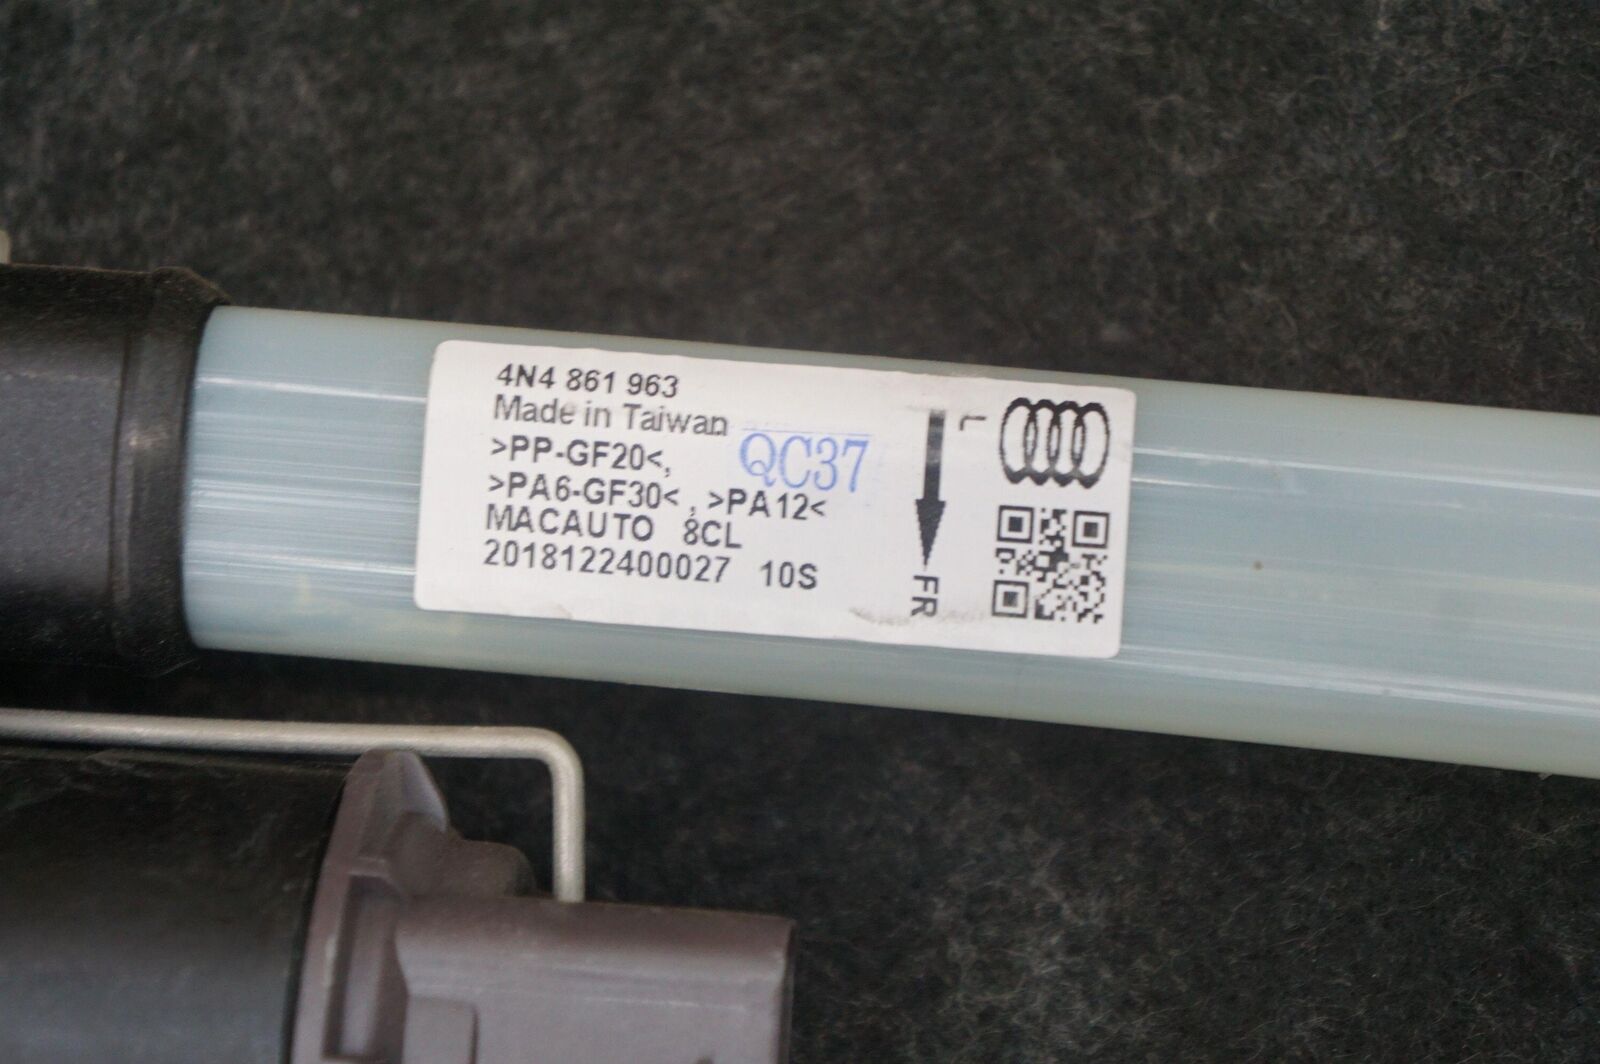 4N4 861 963
Made in Taiwan
>PP-GF20<,
QC37
>PA6-GF30< , >PA12<
MACAUTO 8CL
2018122400027 10S
L
FR